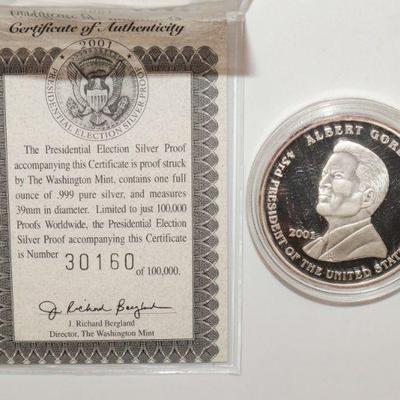 Certificate of Authenticity
2001
PRESIDENTIAL ELECTION SILVER PROOF
The Presidential Election Silver Proof
accompanying this Certificate is proof struck
by The Washington Mint, contains one full
ounce of .999 pure silver, and measures
39mm in diameter. Limited to just 100,000
Proofs Worldwide, the Presidential Election
Silver Proof accompanying this Certificate
is Number 30160 of 100,000.
J. Richard Bergland
J. Richard Bergland
Director, The Washington Mint
ALBERT GORE
43RD PRESIDENT OF THE UNITED STATES
2001